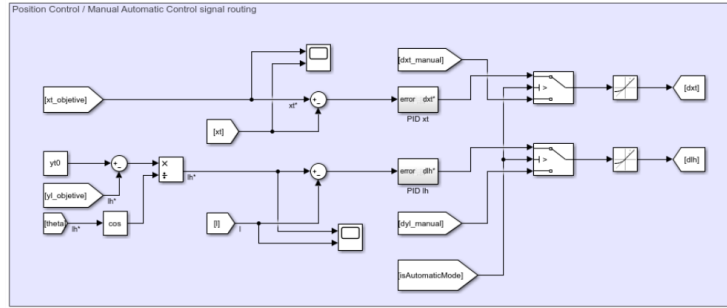 Position Control / Manual Automatic Control signal routing
[dxt_manual]
[xt_objetive]
xt*
error dxt*
PID xt
>
[dxt]
[xt]
yt0
×
÷
lh*
error dlh*
PID lh
>
[dlh]
[yl_objetive]
lh*
[theta]
lh*
cos
[l]
l
[dyl_manual]
[isAutomaticMode]